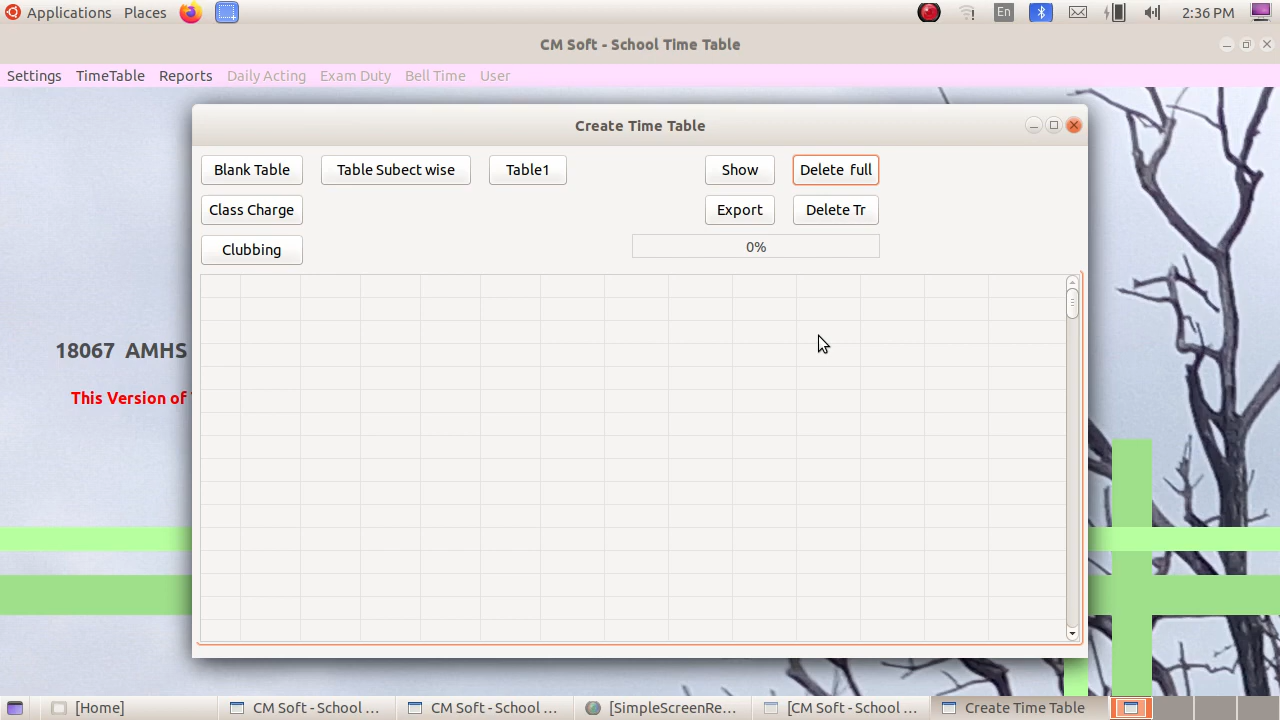 Applications Places En 2:36 PM
CM Soft - School Time Table
Settings TimeTable Reports Daily Acting Exam Duty Bell Time User
Create Time Table
Blank Table Table Subect wise Table1 Show Delete full
Class Charge Export Delete Tr
Clubbing 0%
18067 AMHS
This Version of
[Home] CM Soft - School ... CM Soft - School ... [SimpleScreenRe... [CM Soft - School ... Create Time Table